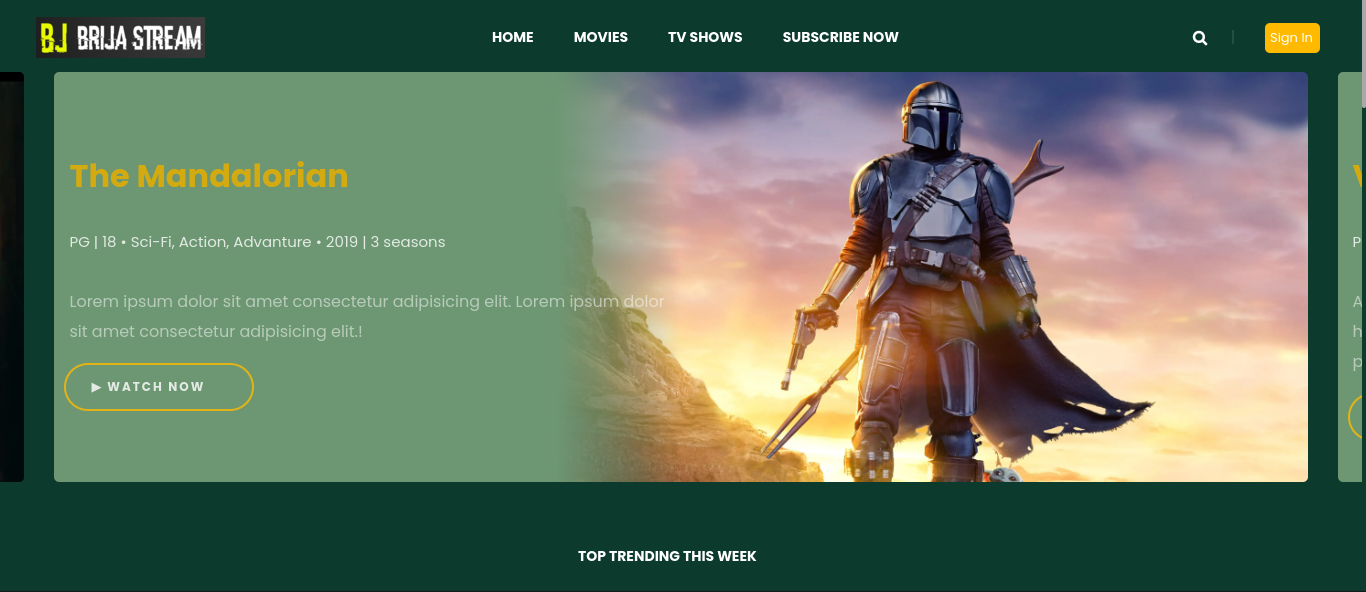 BJ BRIJA STREAM
HOME
MOVIES
TV SHOWS
SUBSCRIBE NOW
Sign In
The Mandalorian
PG | 18 • Sci-Fi, Action, Advanture • 2019 | 3 seasons
Lorem ipsum dolor sit amet consectetur adipisicing elit. Lorem ipsum dolor
sit amet consectetur adipisicing elit.!
▶ WATCH NOW
TOP TRENDING THIS WEEK